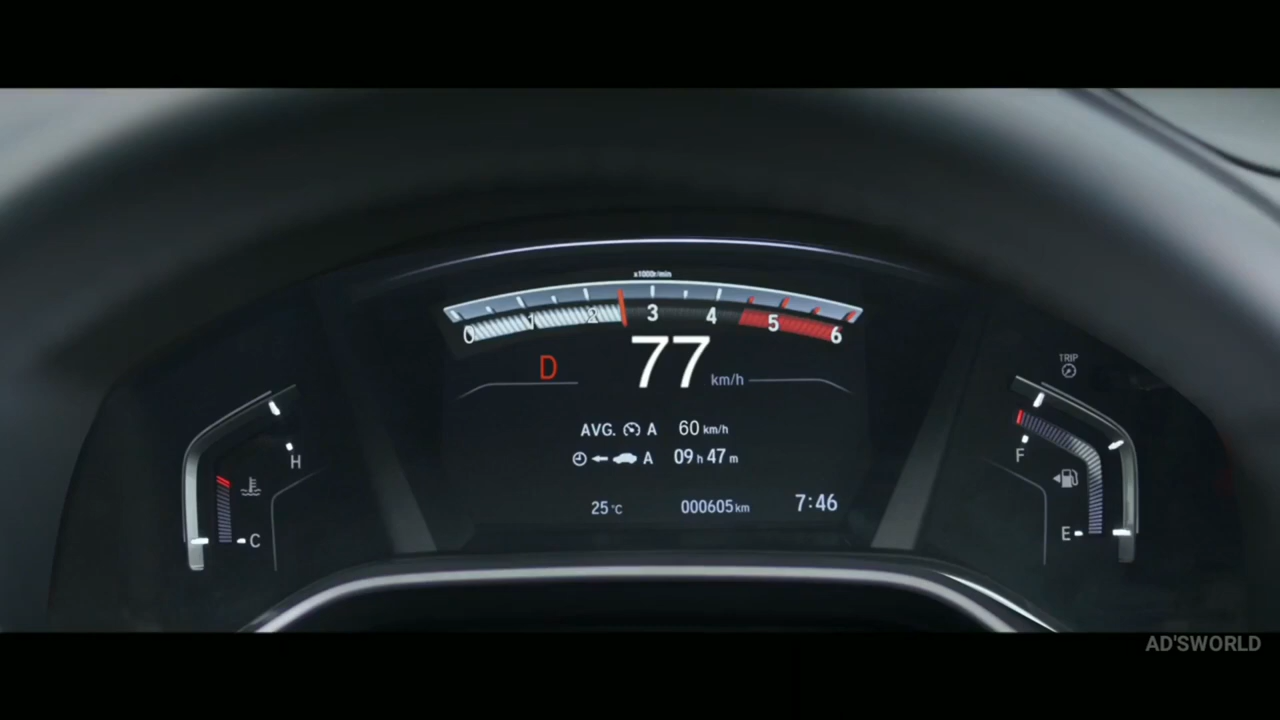 x1000r/min
0 1 2 3 4 5 6
D 77 km/h
TRIP
AVG. A 60 km/h
A 09 h 47 m
H
F
25 °C 000605 km 7:46
C
E
AD'SWORLD